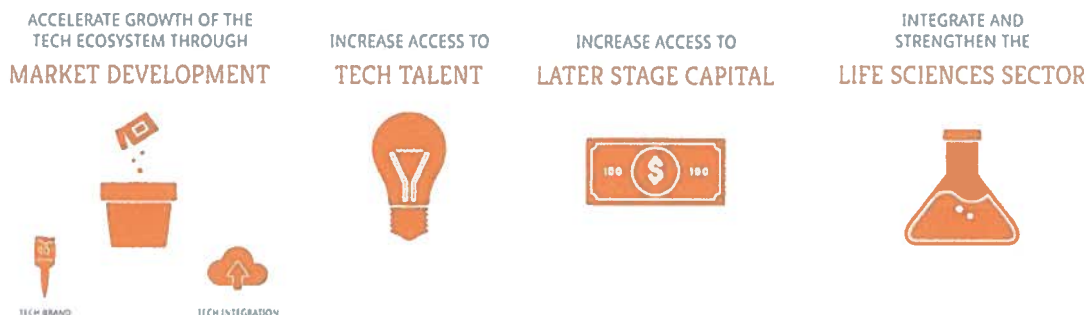 ACCELERATE GROWTH OF THE
TECH ECOSYSTEM THROUGH
MARKET DEVELOPMENT
TECH BRAND
TECH INTEGRATION
INCREASE ACCESS TO
TECH TALENT
INCREASE ACCESS TO
LATER STAGE CAPITAL
100 $ 100
INTEGRATE AND
STRENGTHEN THE
LIFE SCIENCES SECTOR